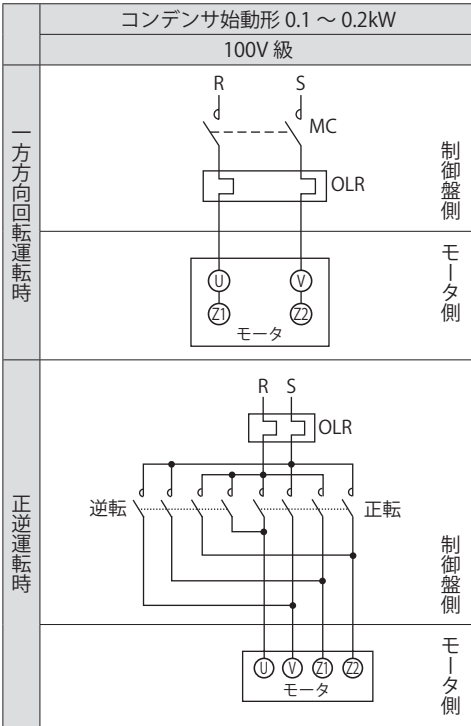 コンデンサ始動形 0.1 ～ 0.2kW
100V 級
一方方向回転運転時
R S
MC
OLR
制御盤側
U V
Z1 Z2
モータ
モータ側
正逆運転時
R S
OLR
逆転 正転
制御盤側
U V Z1 Z2
モータ
モータ側